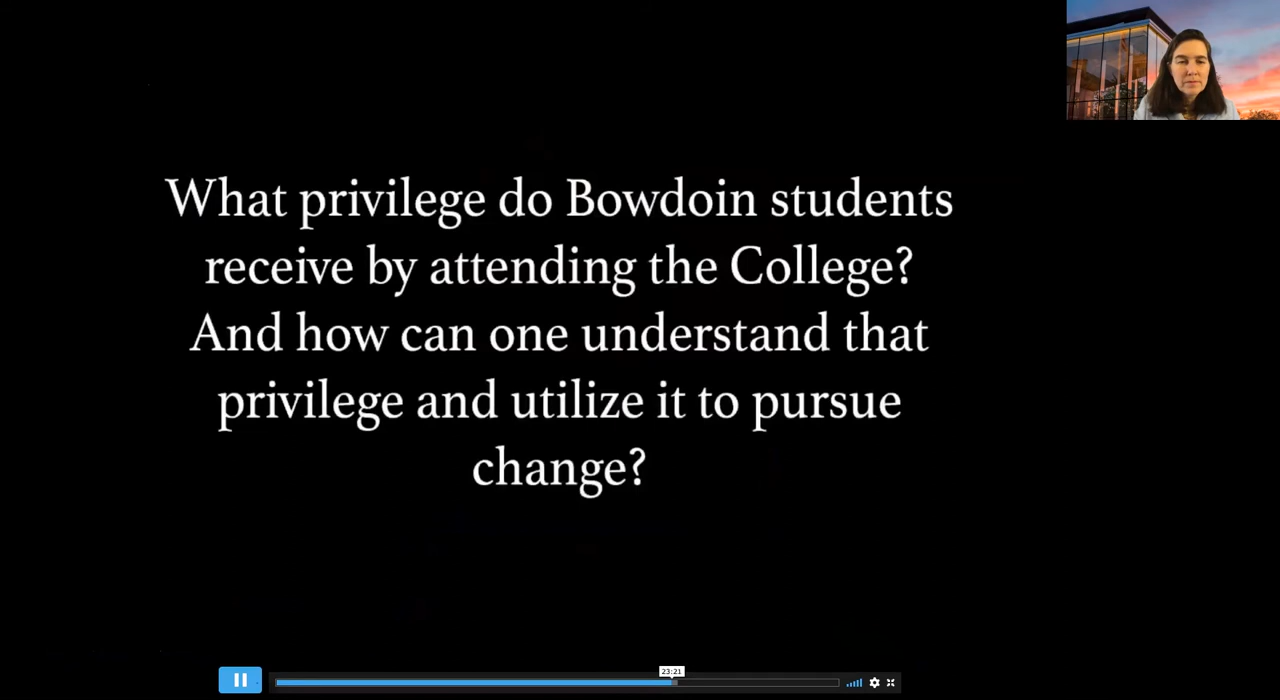 What privilege do Bowdoin students
receive by attending the College?
And how can one understand that
privilege and utilize it to pursue
change?
23:21